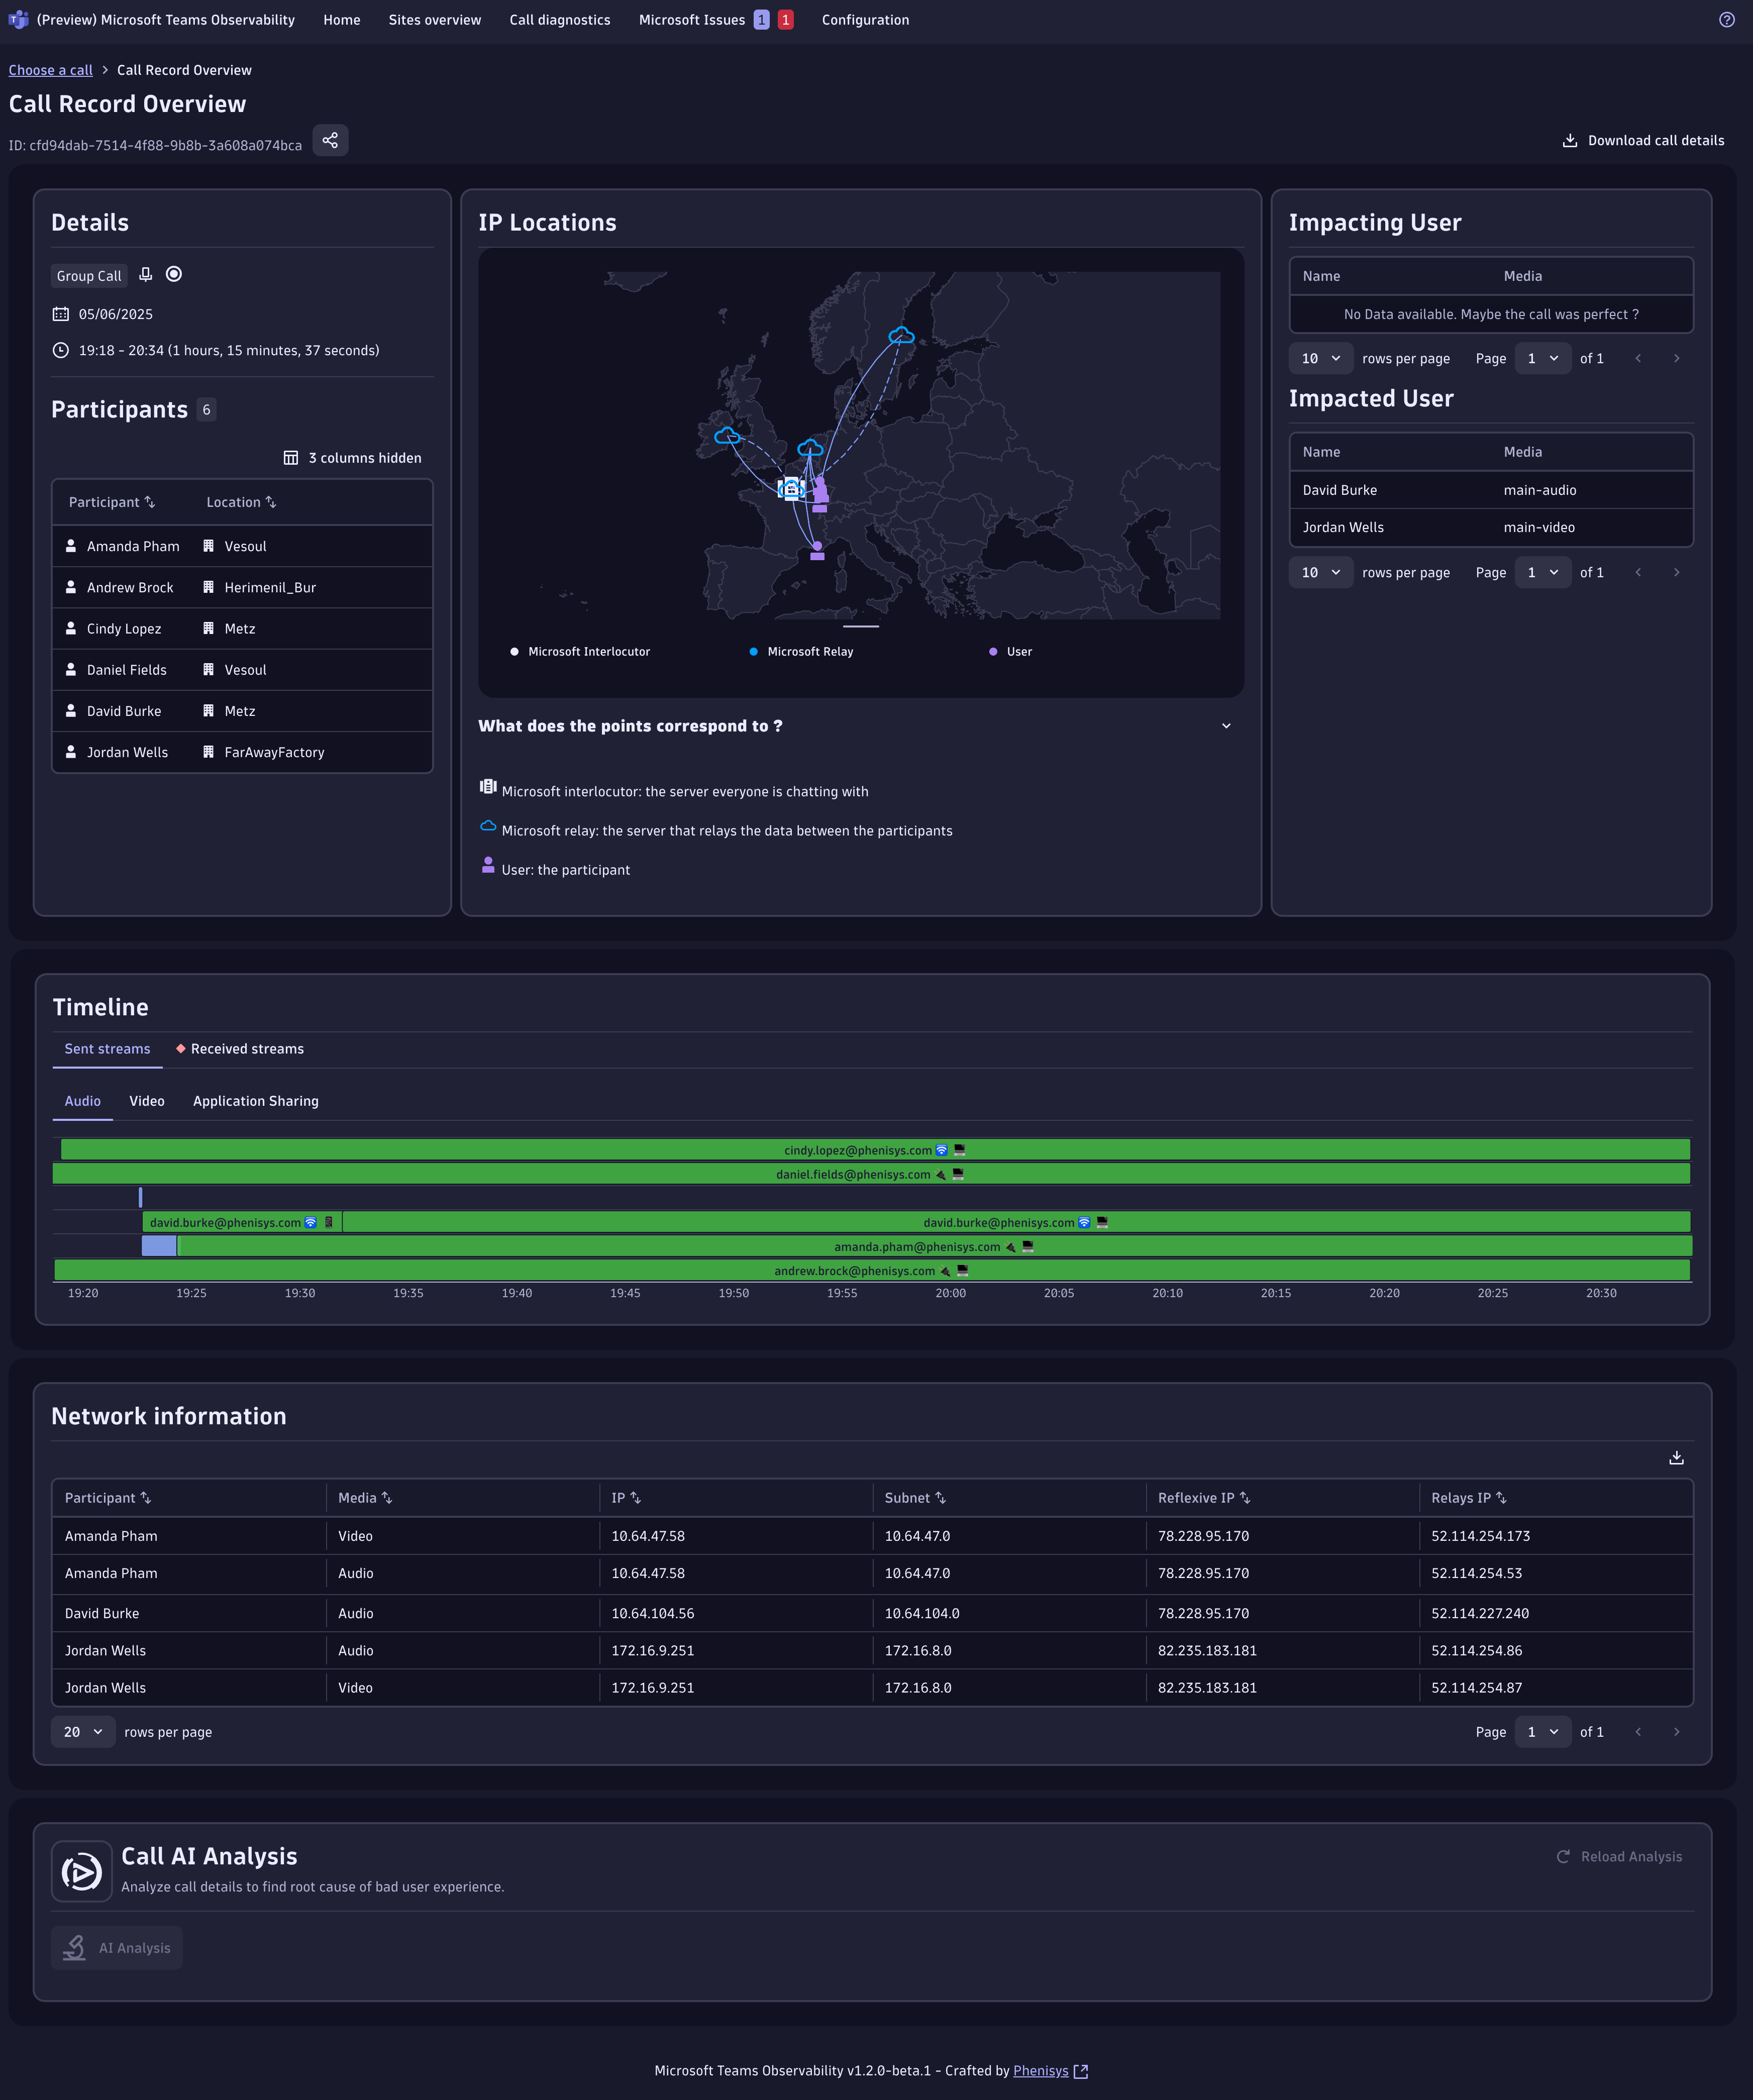 (Preview) Microsoft Teams Observability Home Sites overview Call diagnostics Microsoft Issues 1 1 Configuration
Choose a call > Call Record Overview
Call Record Overview
ID: cfd94dab-7514-4f88-9b8b-3a608a074bca
Download call details
Details
Group Call
05/06/2025
19:18 - 20:34 (1 hours, 15 minutes, 37 seconds)
Participants 6
3 columns hidden
Participant Location
Amanda Pham Vesoul
Andrew Brock Herimenil_Bur
Cindy Lopez Metz
Daniel Fields Vesoul
David Burke Metz
Jordan Wells FarAwayFactory
IP Locations
Microsoft Interlocutor Microsoft Relay User
What does the points correspond to ?
Microsoft interlocutor: the server everyone is chatting with
Microsoft relay: the server that relays the data between the participants
User: the participant
Impacting User
Name Media
No Data available. Maybe the call was perfect ?
10 rows per page Page 1 of 1
Impacted User
Name Media
David Burke main-audio
Jordan Wells main-video
10 rows per page Page 1 of 1
Timeline
Sent streams Received streams
Audio Video Application Sharing
cindy.lopez@phenisys.com
daniel.fields@phenisys.com
david.burke@phenisys.com david.burke@phenisys.com
amanda.pham@phenisys.com
andrew.brock@phenisys.com
19:20 19:25 19:30 19:35 19:40 19:45 19:50 19:55 20:00 20:05 20:10 20:15 20:20 20:25 20:30
Network information
Participant Media IP Subnet Reflexive IP Relays IP
Amanda Pham Video 10.64.47.58 10.64.47.0 78.228.95.170 52.114.254.173
Amanda Pham Audio 10.64.47.58 10.64.47.0 78.228.95.170 52.114.254.53
David Burke Audio 10.64.104.56 10.64.104.0 78.228.95.170 52.114.227.240
Jordan Wells Audio 172.16.9.251 172.16.8.0 82.235.183.181 52.114.254.86
Jordan Wells Video 172.16.9.251 172.16.8.0 82.235.183.181 52.114.254.87
20 rows per page Page 1 of 1
Call AI Analysis
Analyze call details to find root cause of bad user experience.
Reload Analysis
AI Analysis
Microsoft Teams Observability v1.2.0-beta.1 - Crafted by Phenisys